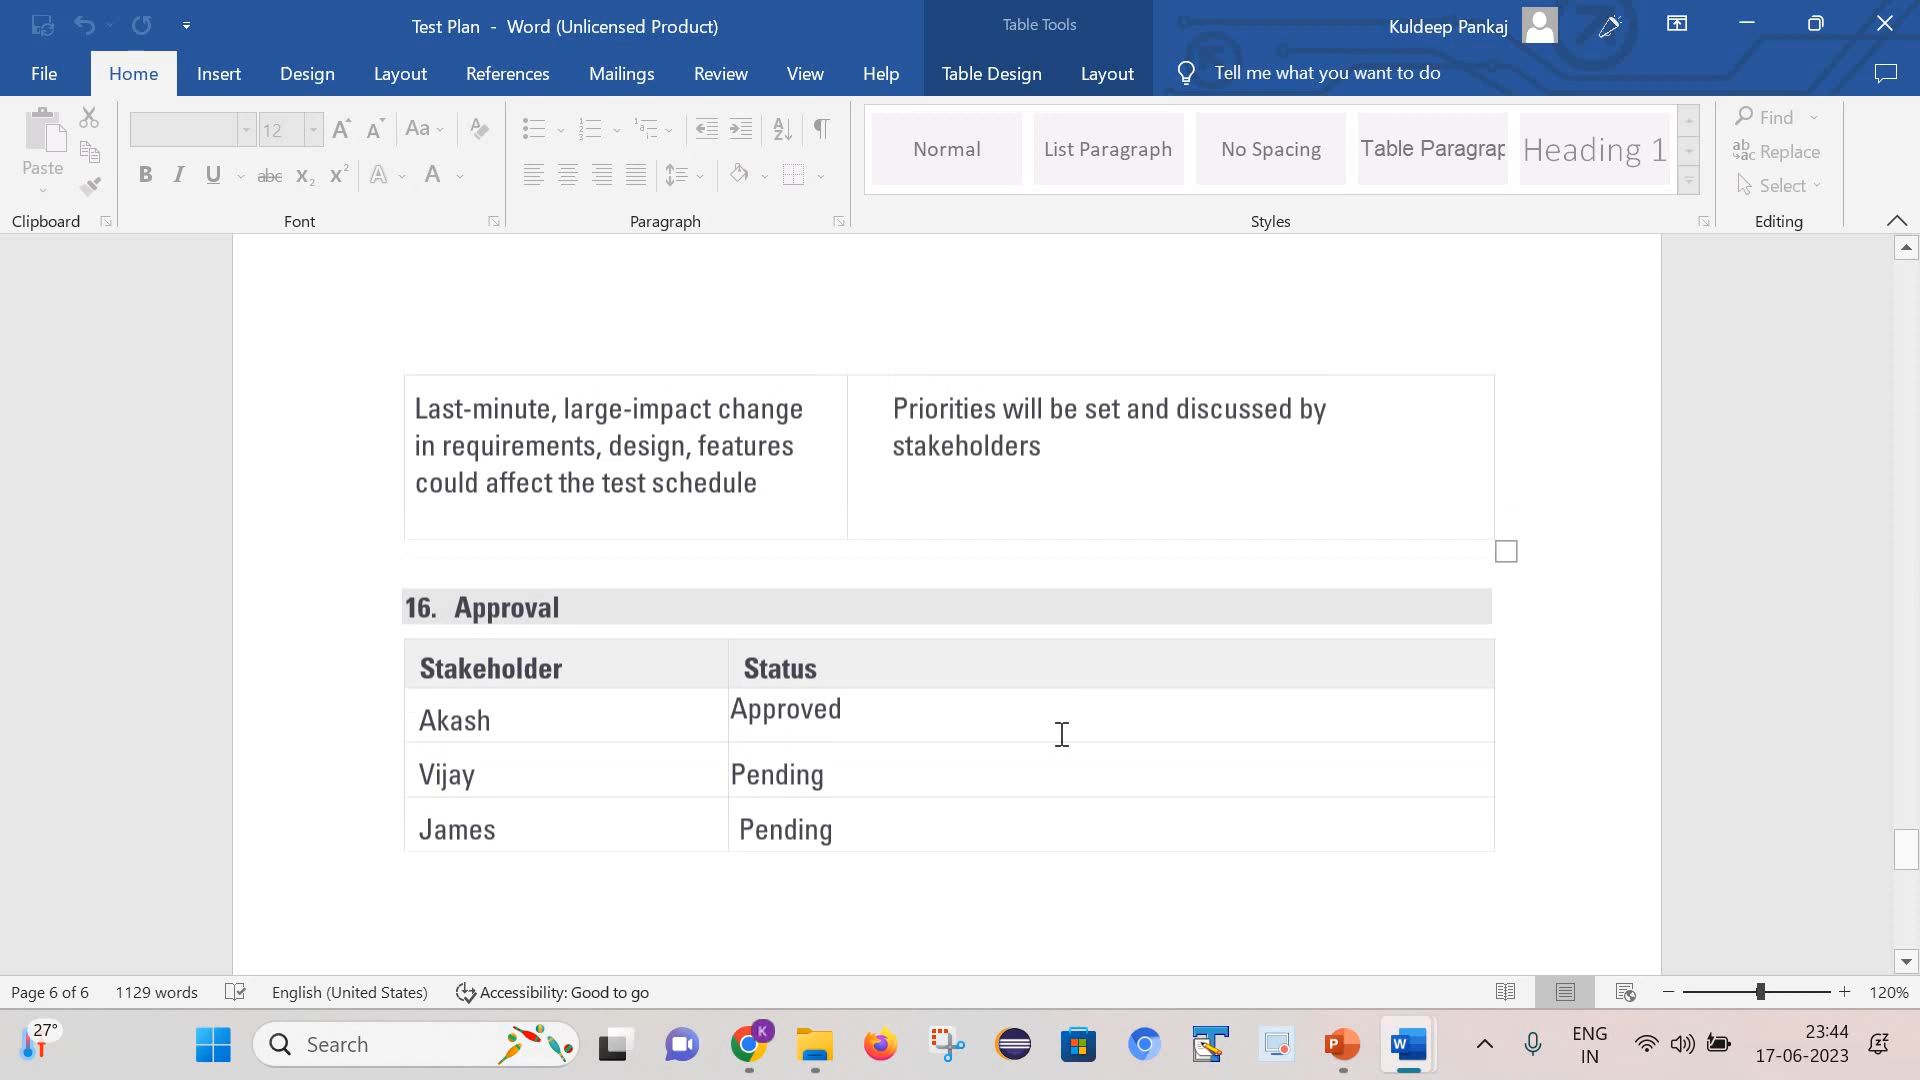 Test Plan - Word (Unlicensed Product)
Table Tools
Kuldeep Pankaj
File Home Insert Design Layout References Mailings Review View Help Table Design Layout Tell me what you want to do
Paste
12
Aa
Normal List Paragraph No Spacing Table Paragrap Heading 1
Find
Replace
Select
Clipboard Font Paragraph Styles Editing
Last-minute, large-impact change Priorities will be set and discussed by
in requirements, design, features stakeholders
could affect the test schedule
16. Approval
Stakeholder Status
Akash Approved
Vijay Pending
James Pending
Page 6 of 6 1129 words English (United States) Accessibility: Good to go 120%
27°
Search
ENG
IN
23:44
17-06-2023